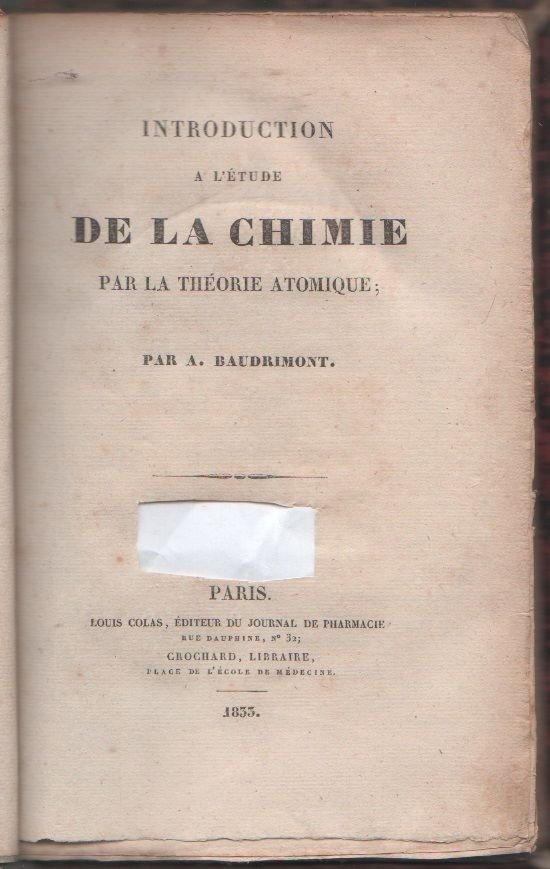 INTRODUCTION
A L'ÉTUDE
DE LA CHIMIE
PAR LA THÉORIE ATOMIQUE;
PAR A. BAUDRIMONT.
PARIS.
LOUIS COLAS, ÉDITEUR DU JOURNAL DE PHARMACIE
RUE DAUPHINE, N° 32;
CROCHARD, LIBRAIRE,
PLACE DE L'ÉCOLE DE MÉDECINE.
1833.